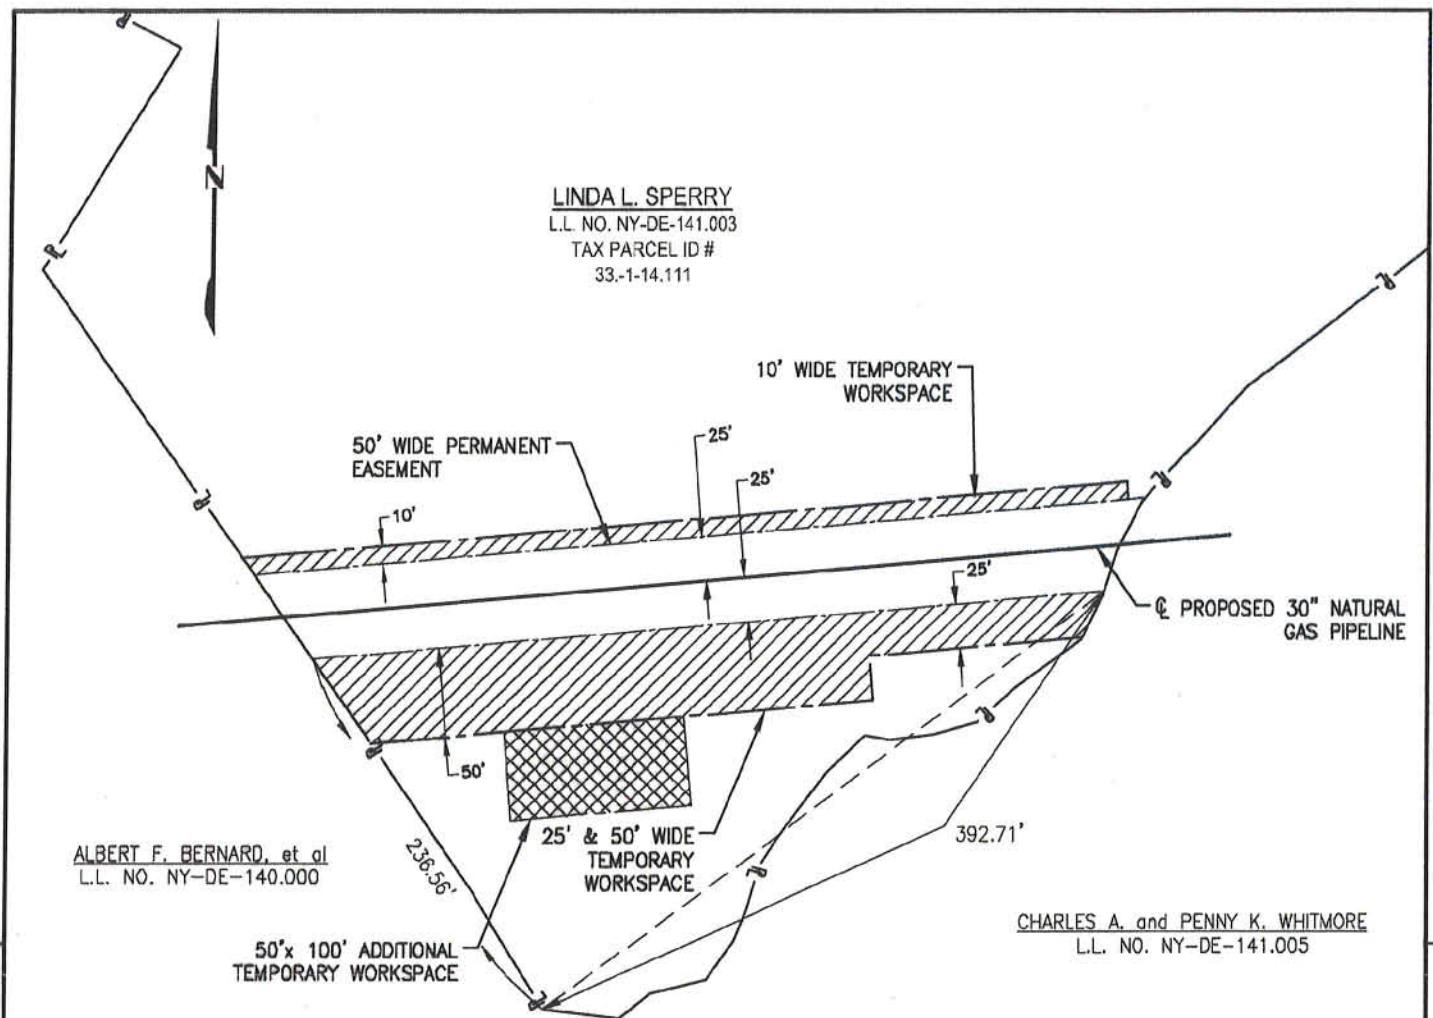 N
LINDA L. SPERRY
L.L. NO. NY-DE-141.003
TAX PARCEL ID #
33.-1-14.111
10' WIDE TEMPORARY
WORKSPACE
50' WIDE PERMANENT
EASEMENT
25'
25'
10'
25'
℄ PROPOSED 30" NATURAL
GAS PIPELINE
50'
25' & 50' WIDE
TEMPORARY
WORKSPACE
392.71'
236.56'
ALBERT F. BERNARD, et al
L.L. NO. NY-DE-140.000
50'x 100' ADDITIONAL
TEMPORARY WORKSPACE
CHARLES A. and PENNY K. WHITMORE
L.L. NO. NY-DE-141.005